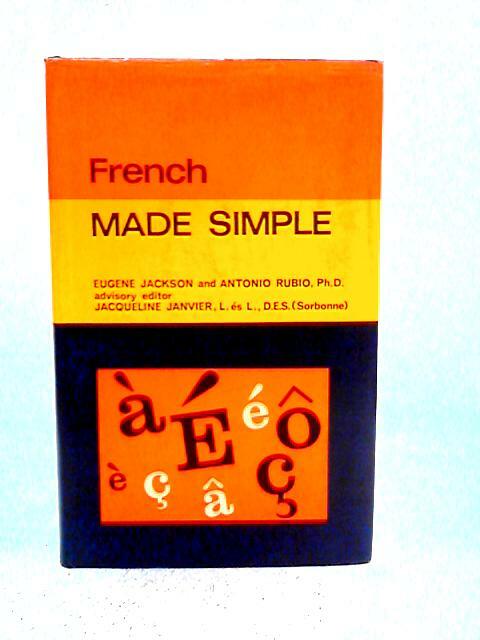 French
MADE SIMPLE
EUGENE JACKSON and ANTONIO RUBIO, Ph.D.
advisory editor
JACQUELINE JANVIER, L. és L., D.E.S. (Sorbonne)
à É é ô
è ç â ç